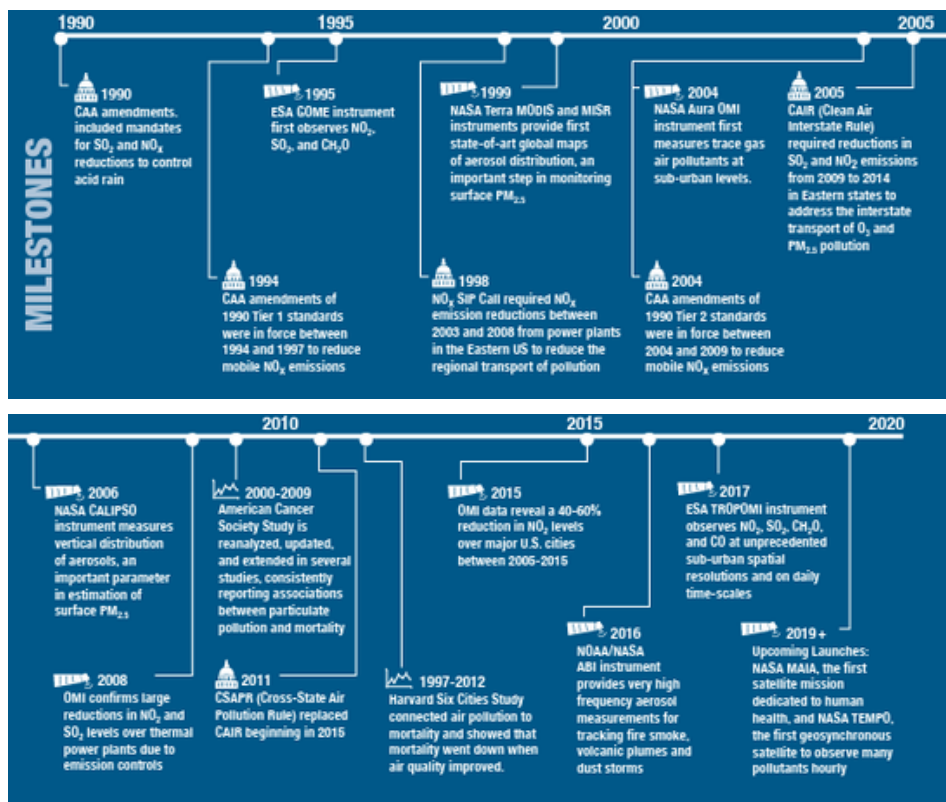 1990
1995
2000
2005
MILESTONES
1990
CAA amendments.
included mandates
for SO₂ and NOₓ
reductions to control
acid rain
1995
ESA GOME instrument
first observes NO₂,
SO₂, and CH₂O
1999
NASA Terra MODIS and MISR
instruments provide first
state-of-art global maps
of aerosol distribution, an
important step in monitoring
surface PM₂.₅
2004
NASA Aura OMI
instrument first
measures trace gas
air pollutants at
sub-urban levels.
2005
CAIR (Clean Air
Interstate Rule)
required reductions in
SO₂ and NO₂ emissions
from 2009 to 2014
in Eastern states to
address the interstate
transport of O₃ and
PM₂.₅ pollution
1994
CAA amendments of
1990 Tier 1 standards
were in force between
1994 and 1997 to reduce
mobile NOₓ emissions
1998
NOₓ SIP Call required NOₓ
emission reductions between
2003 and 2008 from power plants
in the Eastern US to reduce the
regional transport of pollution
2004
CAA amendments of
1990 Tier 2 standards
were in force between
2004 and 2009 to reduce
mobile NOₓ emissions
2010
2015
2020
2006
NASA CALIPSO
instrument measures
vertical distribution
of aerosols, an
important parameter
in estimation of
surface PM₂.₅
2000-2009
American Cancer
Society Study is
reanalyzed, updated,
and extended in several
studies, consistently
reporting associations
between particulate
pollution and mortality
2015
OMI data reveal a 40-60%
reduction in NO₂ levels
over major U.S. cities
between 2005-2015
2017
ESA TROPOMI instrument
observes NO₂, SO₂, CH₂O,
and CO at unprecedented
sub-urban spatial
resolutions and on daily
time-scales
2008
OMI confirms large
reductions in NO₂ and
SO₂ levels over thermal
power plants due to
emission controls
2011
CSAPR (Cross-State Air
Pollution Rule) replaced
CAIR beginning in 2015
1997-2012
Harvard Six Cities Study
connected air pollution to
mortality and showed that
mortality went down when
air quality improved.
2016
NOAA/NASA
ABI instrument
provides very high
frequency aerosol
measurements for
tracking fire smoke,
volcanic plumes and
dust storms
2019+
Upcoming Launches:
NASA MAIA, the first
satellite mission
dedicated to human
health, and NASA TEMPO,
the first geosynchronous
satellite to observe many
pollutants hourly